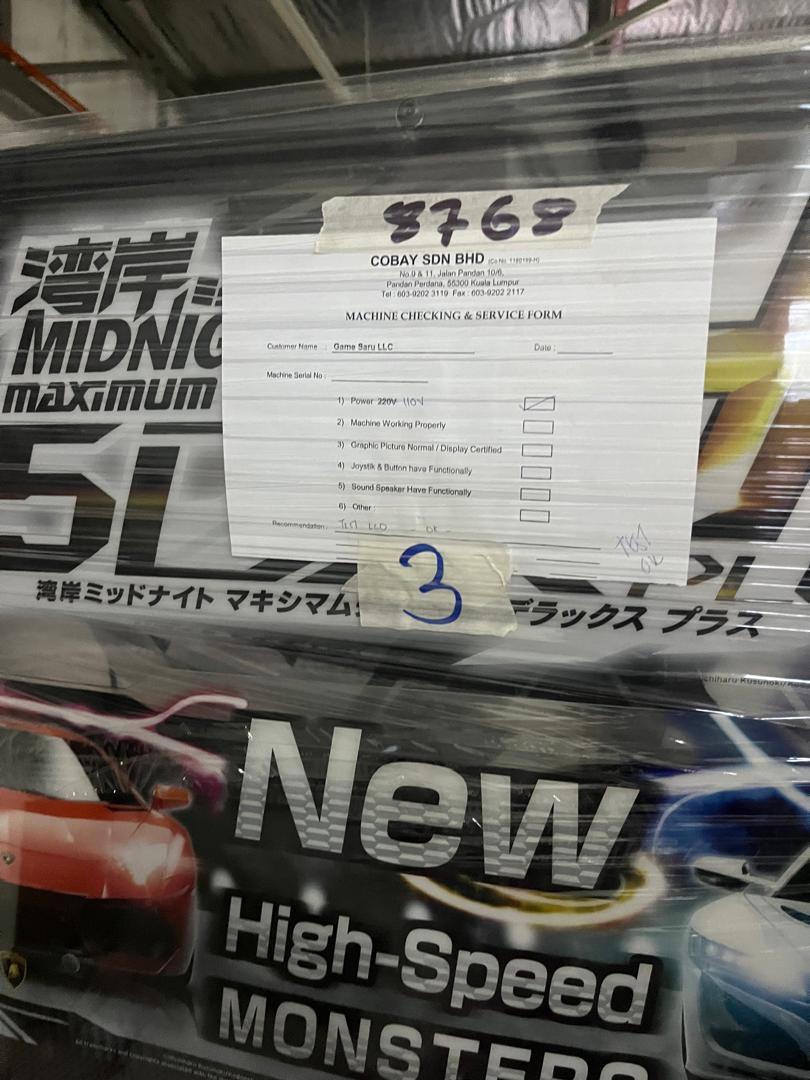 8768
COBAY SDN BHD
No.9 & 11, Jalan Pandan 10/6,
Pandan Perdana, 55300 Kuala Lumpur
Tel : 603-9202 3119 Fax : 603-9202 2117
MACHINE CHECKING & SERVICE FORM
Customer Name : Game Saru LLC Date :
Machine Serial No :
1) Power 220V 110V
2) Machine Working Properly
3) Graphic Picture Normal / Display Certified
4) Joystik & Button have Functionally
5) Sound Speaker Have Functionally
6) Other :
Recommendation : OK
OK
3
湾岸ミ
MIDNIG
MAXIMUM
5D
湾岸ミッドナイト マキシマム
デラックス プラス
New
High-Speed
MONSTERS